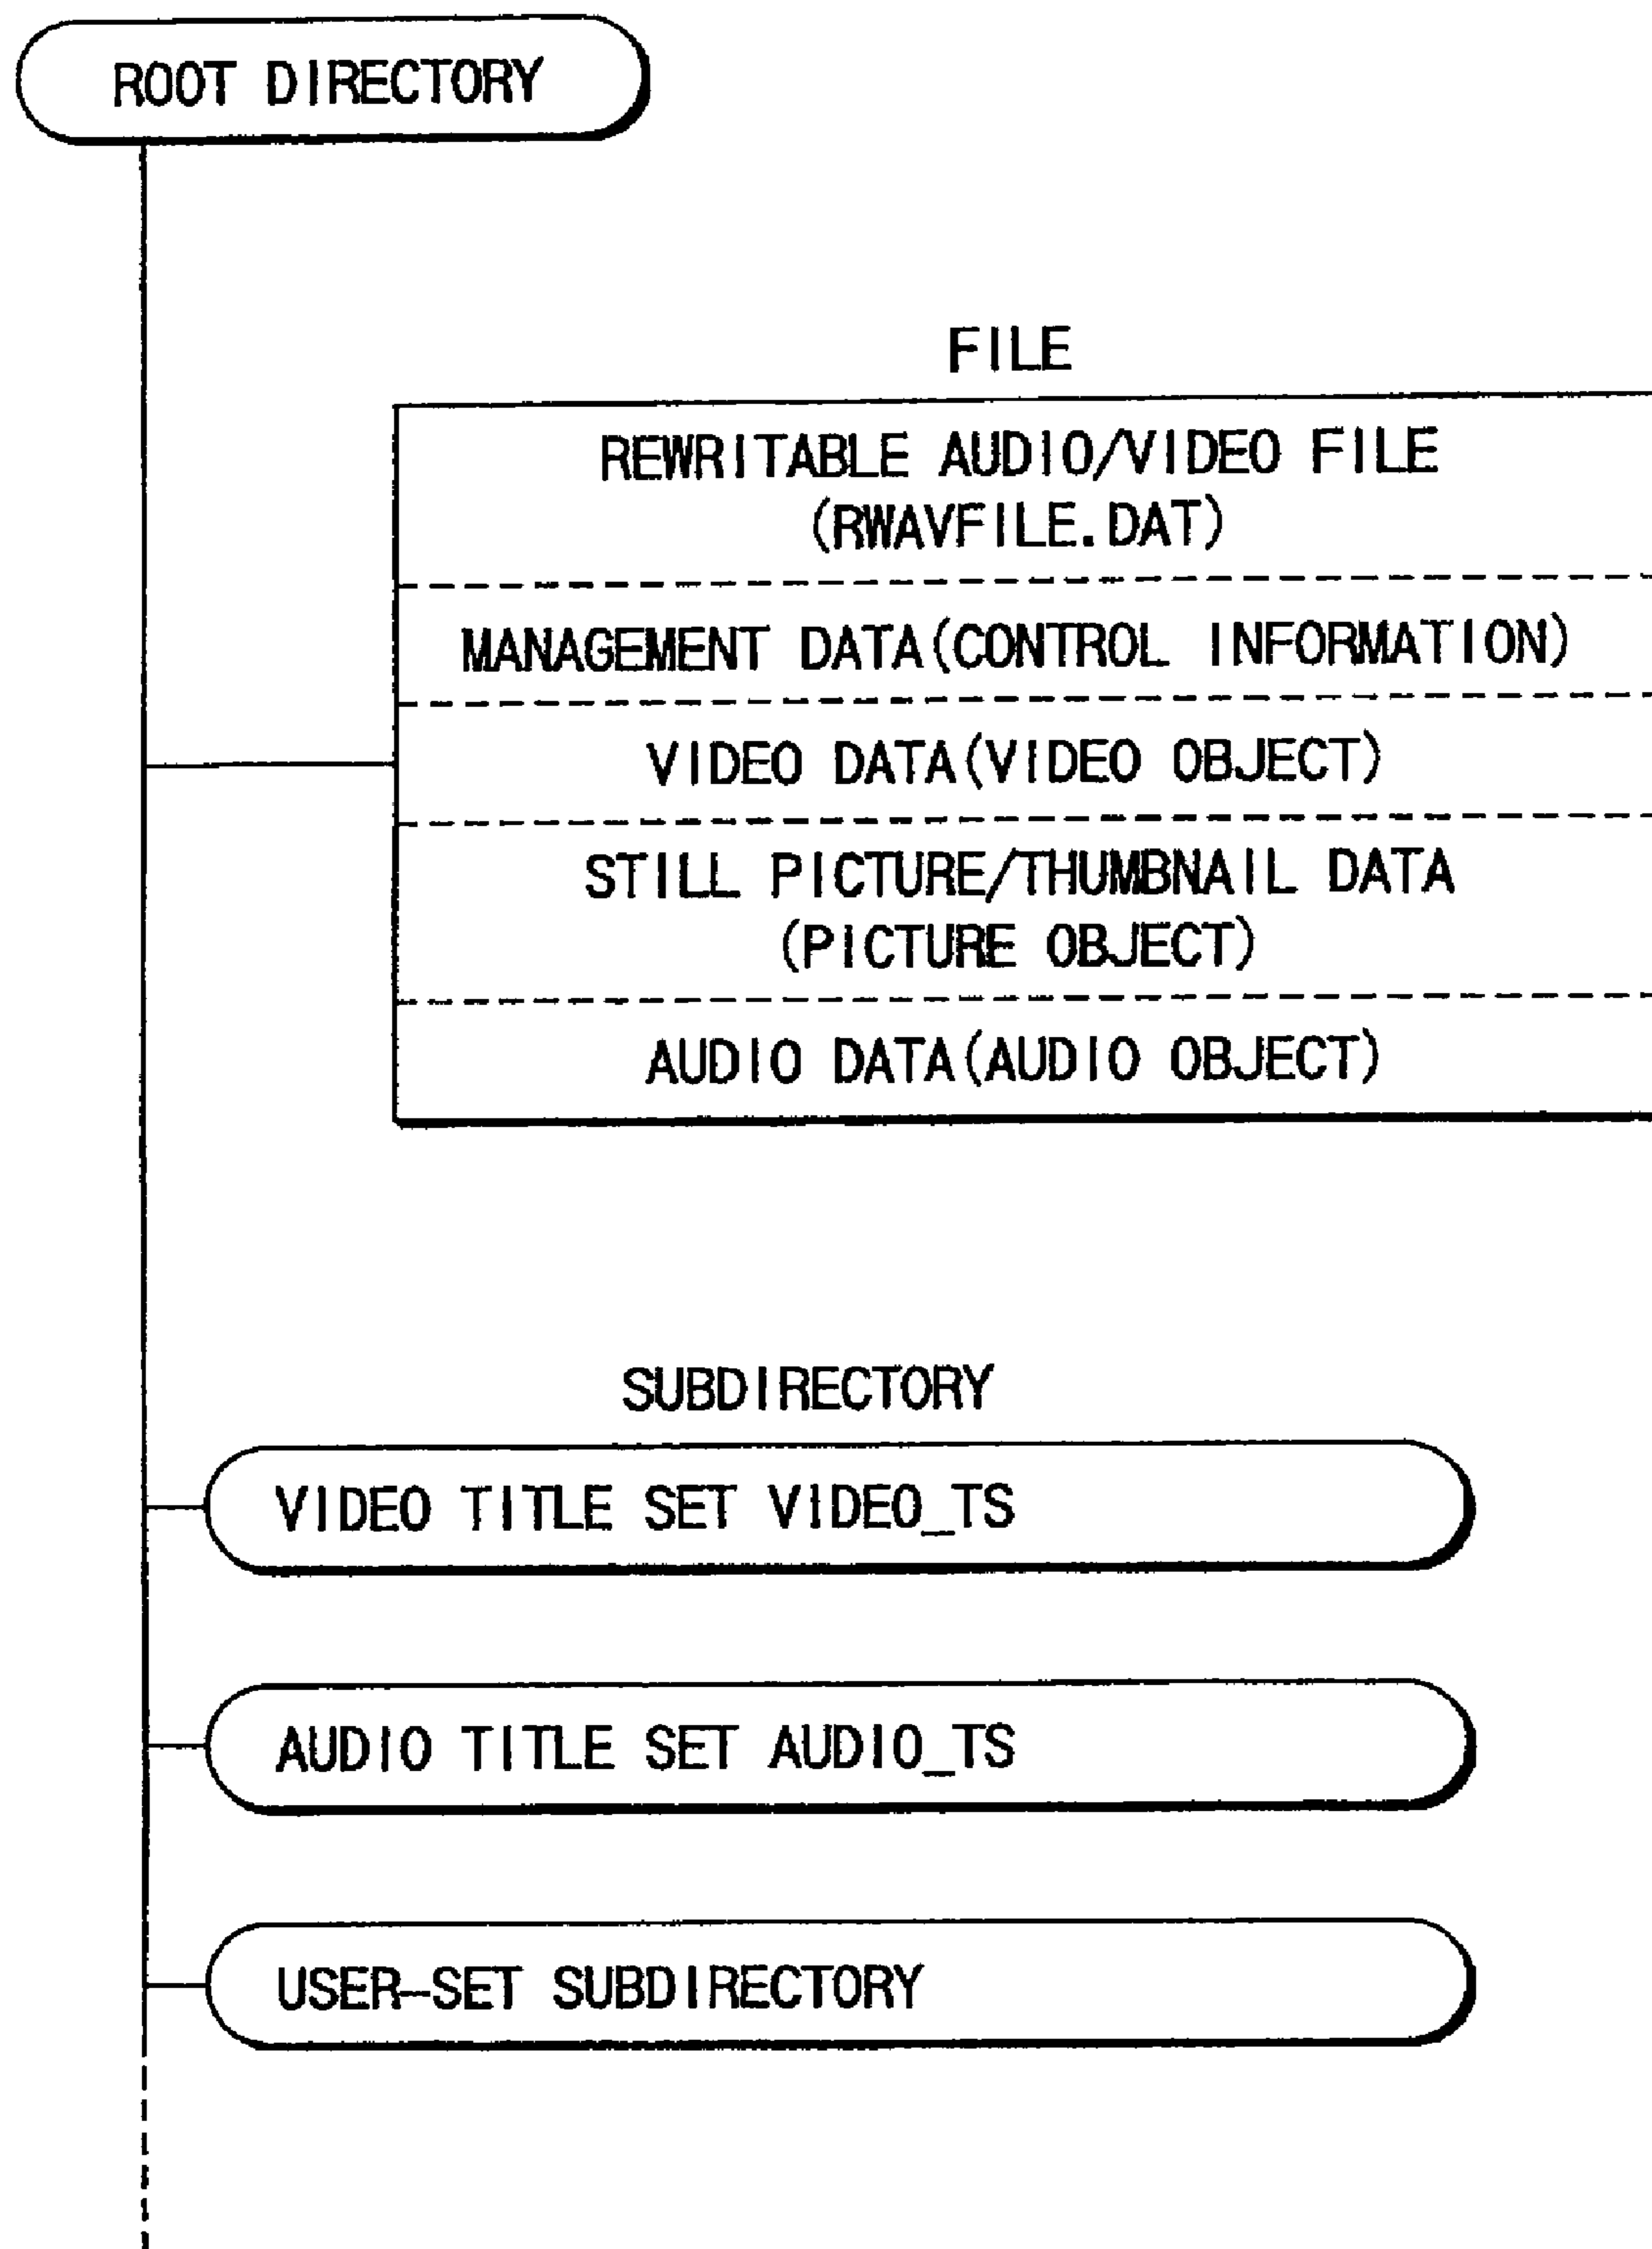 ROOT DIRECTORY
FILE
REWRITABLE AUDIO/VIDEO FILE
(RWAVFILE.DAT)
MANAGEMENT DATA(CONTROL INFORMATION)
VIDEO DATA(VIDEO OBJECT)
STILL PICTURE/THUMBNAIL DATA
(PICTURE OBJECT)
AUDIO DATA(AUDIO OBJECT)
SUBDIRECTORY
VIDEO TITLE SET VIDEO_TS
AUDIO TITLE SET AUDIO_TS
USER-SET SUBDIRECTORY